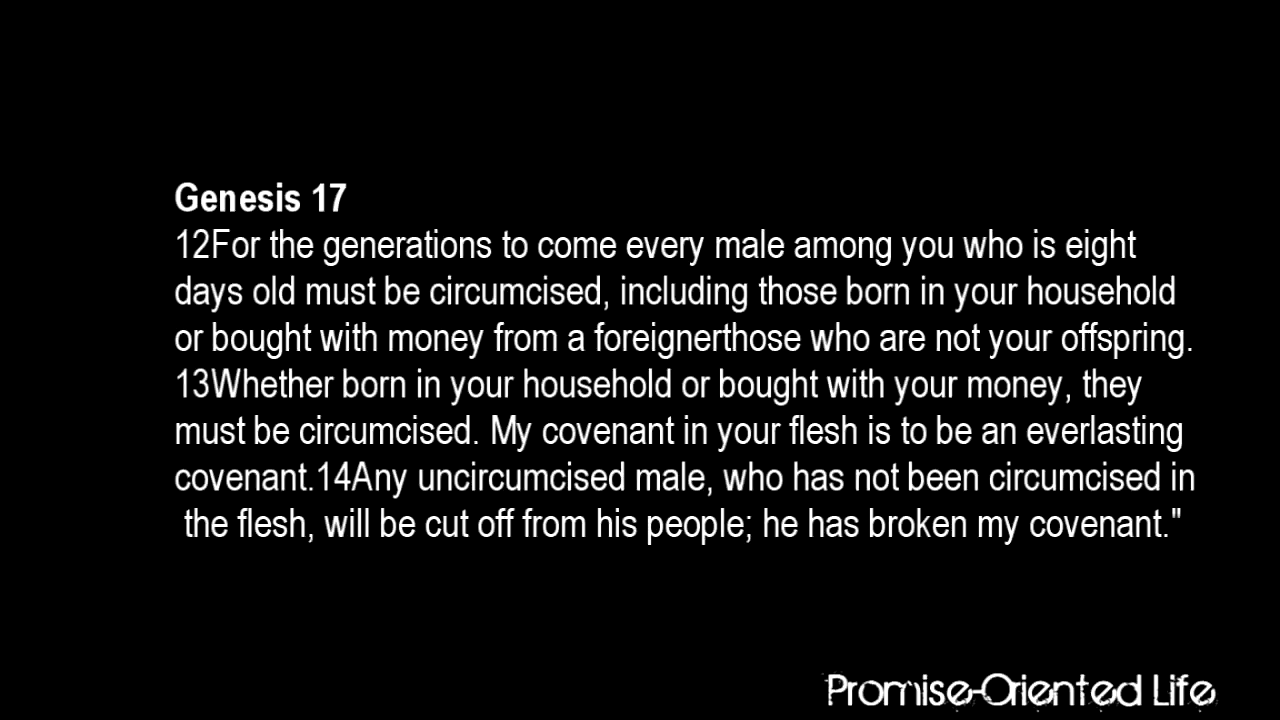 Genesis 17
12For the generations to come every male among you who is eight
days old must be circumcised, including those born in your household
or bought with money from a foreignerthose who are not your offspring.
13Whether born in your household or bought with your money, they
must be circumcised. My covenant in your flesh is to be an everlasting
covenant.14Any uncircumcised male, who has not been circumcised in
the flesh, will be cut off from his people; he has broken my covenant."
Promise-Oriented Life